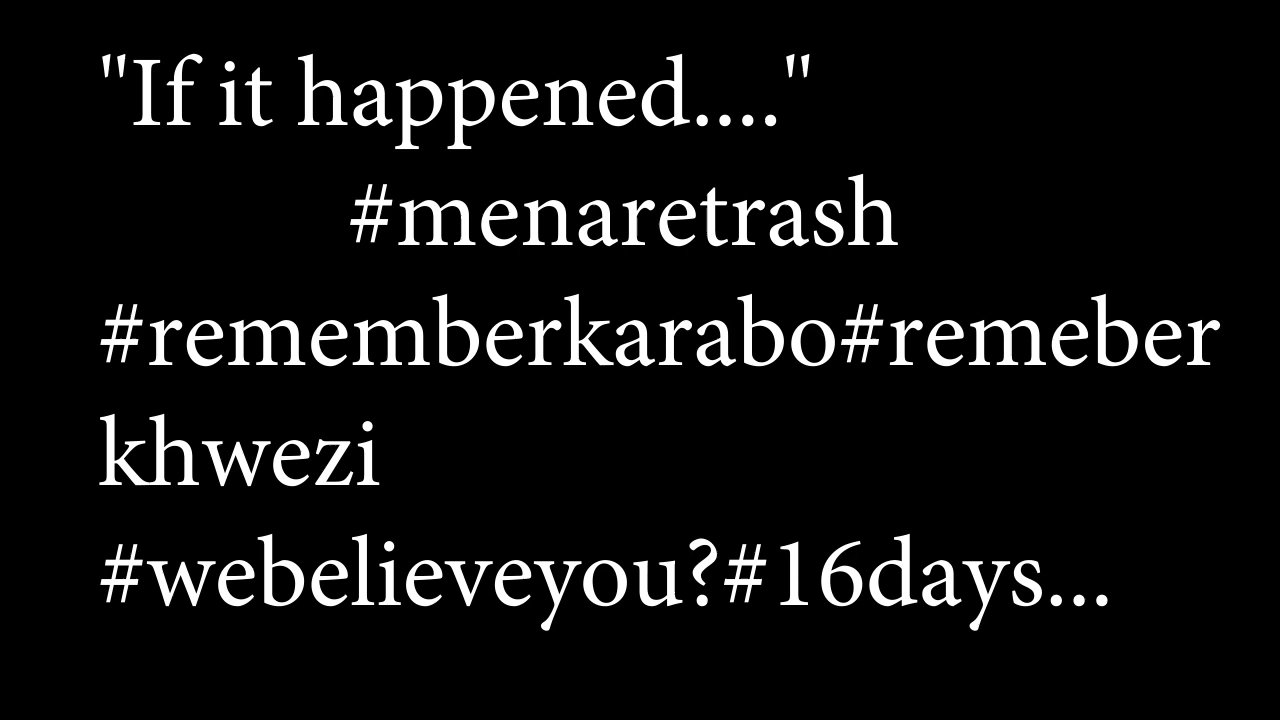 "If it happened...."
#menaretrash
#rememberkarabo#remeber
khwezi
#webelieveyou?#16days...